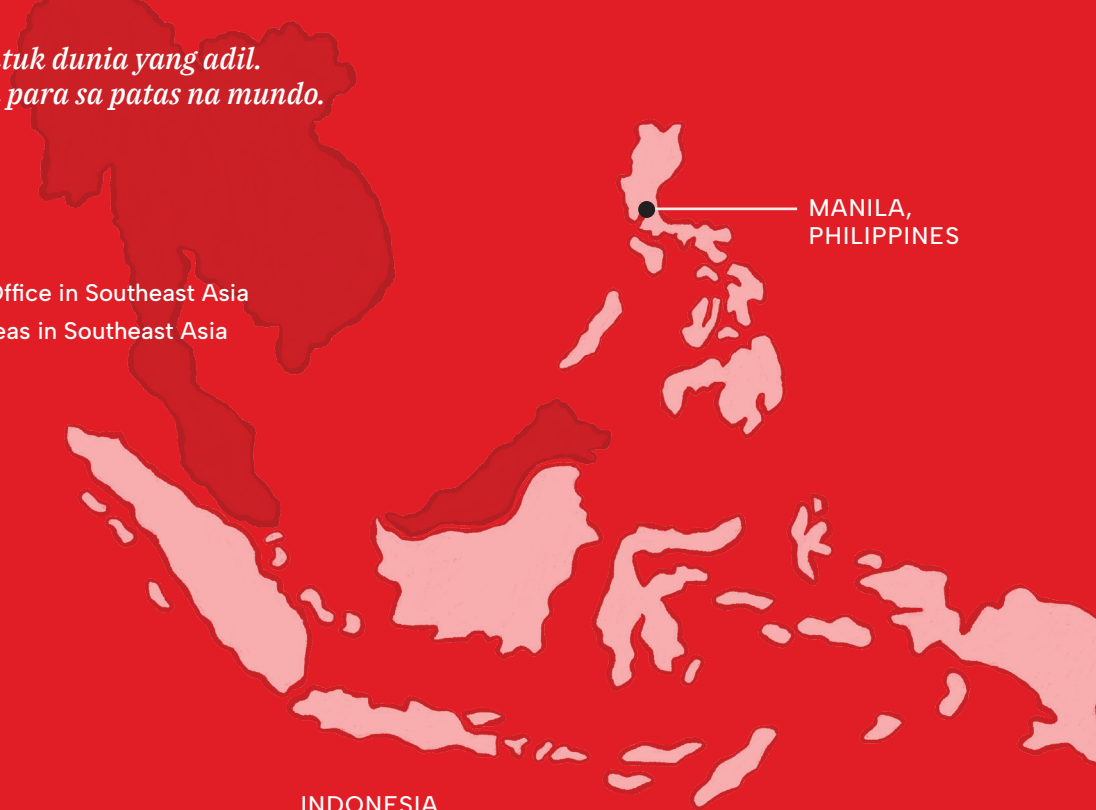 tuk dunia yang adil.
para sa patas na mundo.
MANILA,
PHILIPPINES
Office in Southeast Asia
eas in Southeast Asia
INDONESIA